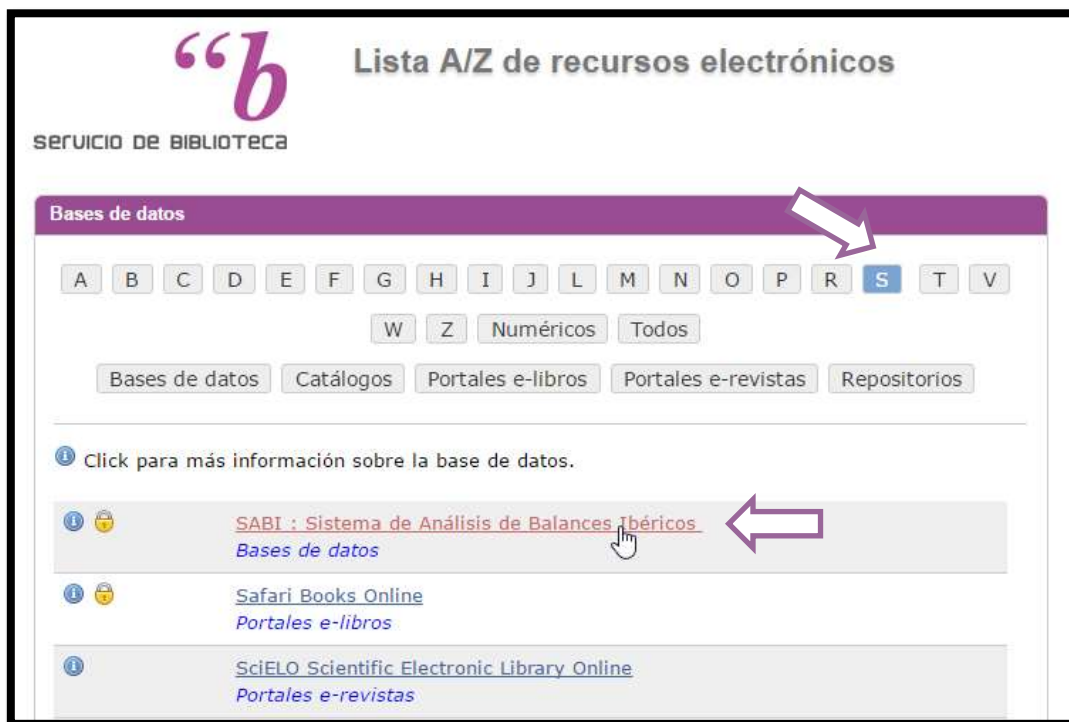 “b Lista A/Z de recursos electrónicos
servicio de biblioteca
Bases de datos
A B C D E F G H I J L M N O P R S T V
W Z Numéricos Todos
Bases de datos Catálogos Portales e-libros Portales e-revistas Repositorios
Click para más información sobre la base de datos.
SABI : Sistema de Análisis de Balances Ibéricos
Bases de datos
Safari Books Online
Portales e-libros
SciELO Scientific Electronic Library Online
Portales e-revistas